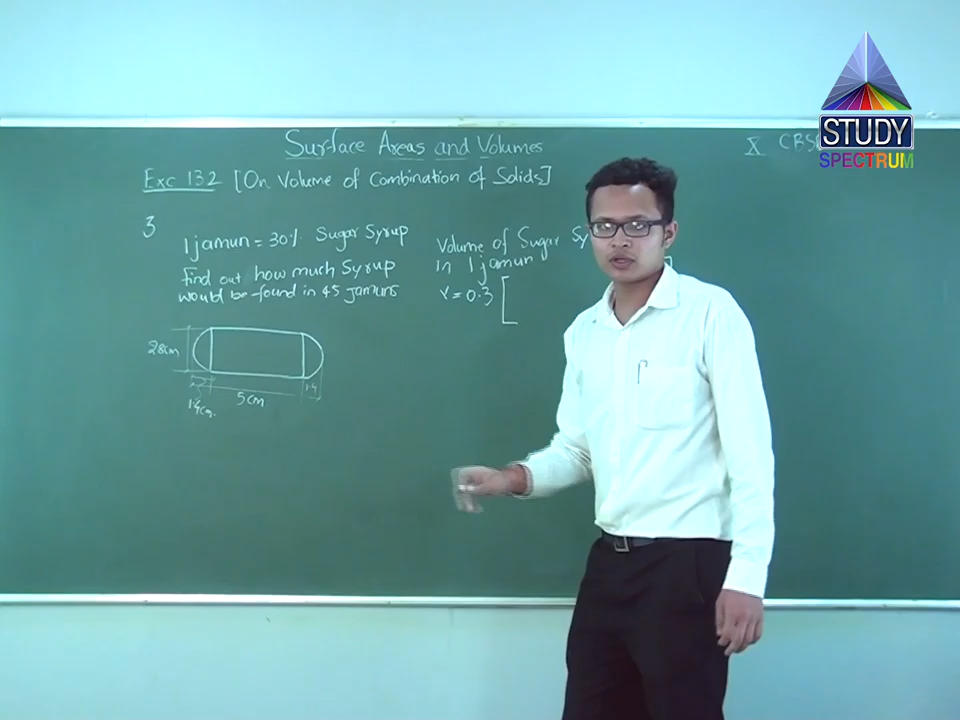 Surface Areas and Volumes
X CBS
STUDY
SPECTRUM
Exc 13.2 [On Volume of Combination of Solids]
3
1 jamun = 30% Sugar Syrup
Find out how much Syrup
would be found in 45 jamuns
Volume of Sugar Sy
in 1 jamun
= 0.3 [
]
2.8cm
1.4
5cm
1.4cm.